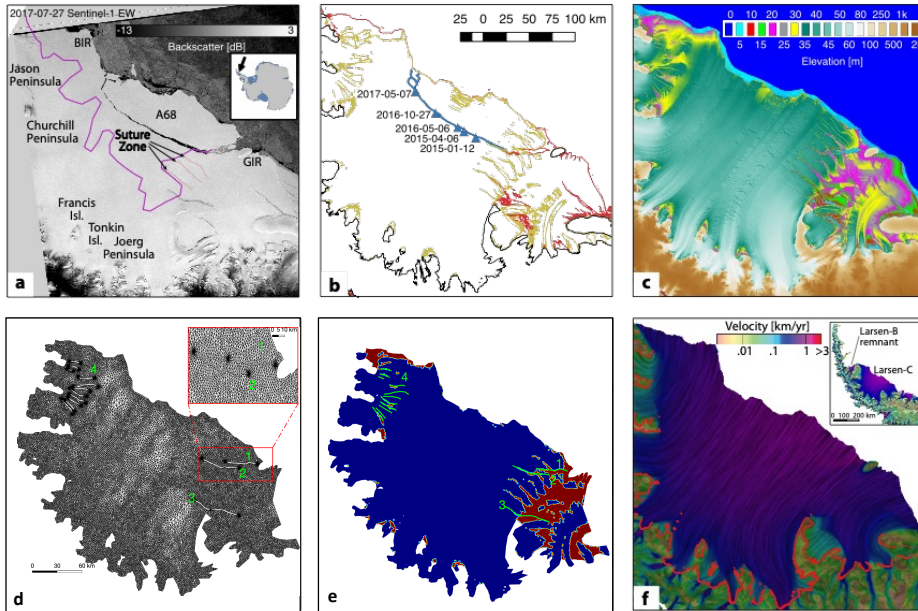 2017-07-27 Sentinel-1 EW
-13 3
Backscatter [dB]
BIR
Jason
Peninsula
A68
Churchill
Peninsula
Suture
Zone
GIR
Francis
Isl.
Tonkin
Isl.
Joerg
Peninsula
a
25 0 25 50 75 100 km
2017-05-07
2016-10-27
2016-05-06
2015-04-06
2015-01-12
b
0 10 20 30 40 50 80 250 1k
5 15 25 35 45 60 100 500
Elevation [m]
c
0 5 10 km
1
2
4
1
2
3
0 30 60 km
d
4
1
2
3
e
Velocity [km/yr]
.01 .1 1 >3
Larsen-B
remnant
Larsen-C
0 100 200 km
f